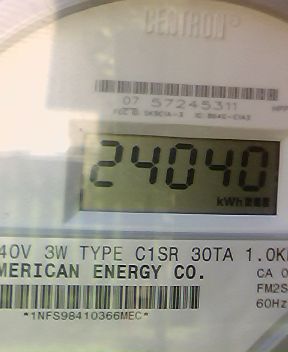 CENTRON®
07 57245311
24040
kWh
40V 3W TYPE C1SR 30TA 1.0K
MERICAN ENERGY CO.
CA 0
FM2S
60Hz
*1NFS98410366MEC*